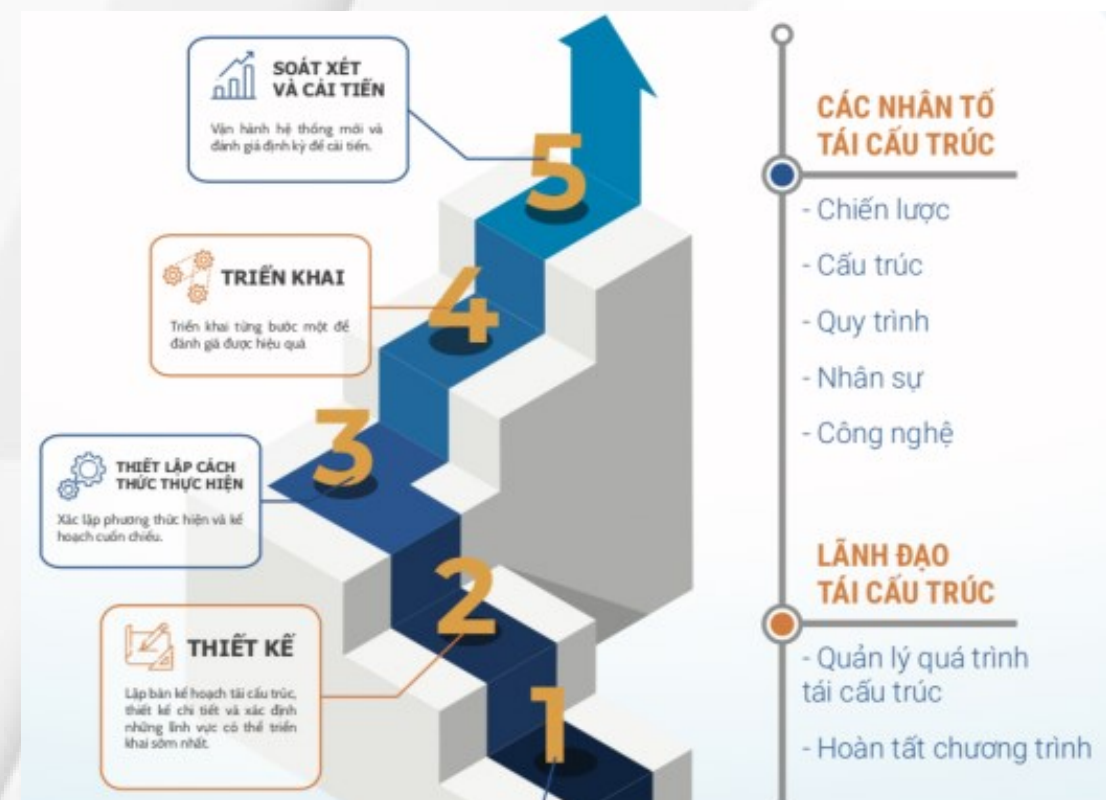 SOÁT XÉT
VÀ CẢI TIẾN
Vận hành hệ thống mới và
đánh giá định kỳ để cải tiến.
5
TRIỂN KHAI
Triển khai từng bước một để
đánh giá được hiệu quả
4
THIẾT LẬP CÁCH
THỨC THỰC HIỆN
Xác lập phương thức hiện và kế
hoạch cuốn chiếu.
3
THIẾT KẾ
Lập bàn kế hoạch tái cấu trúc,
thiết kế chi tiết và xác định
những lĩnh vực có thể triển
khai sớm nhất.
2
1
CÁC NHÂN TỐ
TÁI CẤU TRÚC
- Chiến lược
- Cấu trúc
- Quy trình
- Nhân sự
- Công nghệ
LÃNH ĐẠO
TÁI CẤU TRÚC
- Quản lý quá trình
tái cấu trúc
- Hoàn tất chương trình